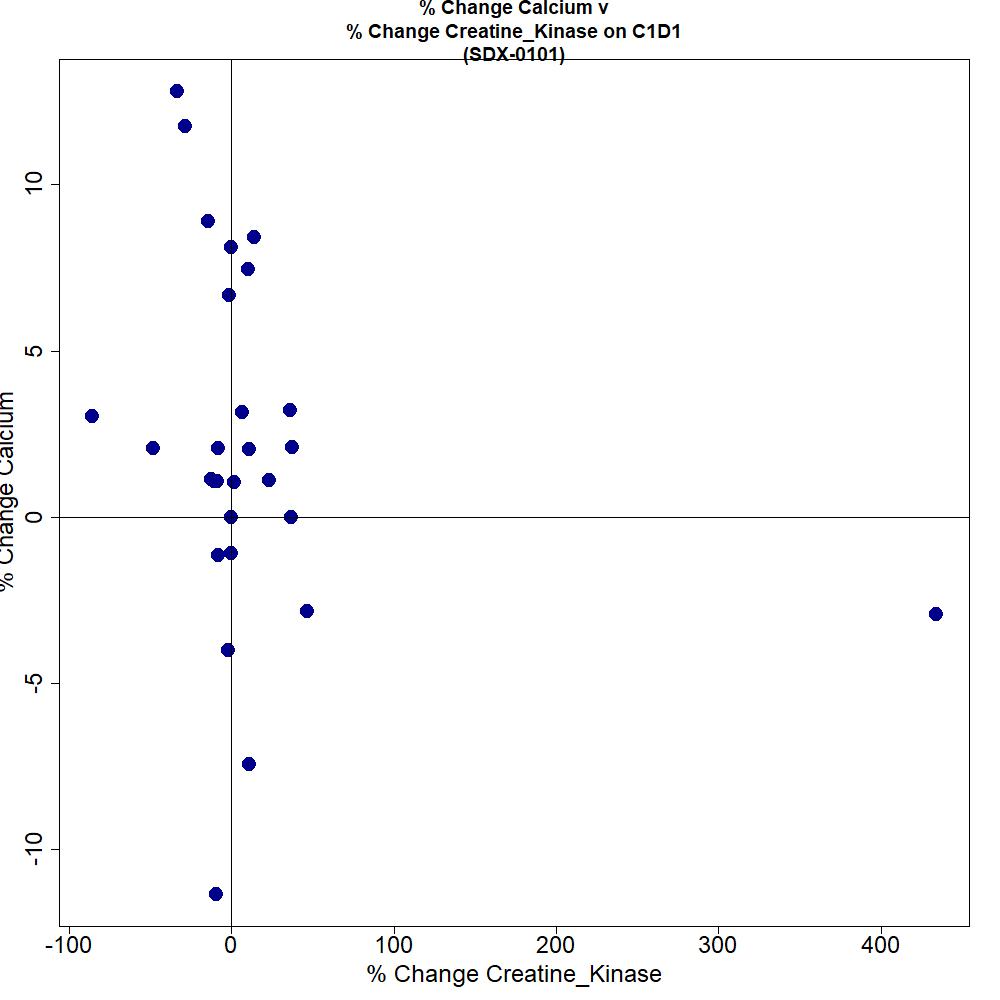 % Change Calcium v
% Change Creatine_Kinase on C1D1
(SDX-0101)
% Change Calcium
10
5
0
-5
-10
-100
0
100
200
300
400
% Change Creatine_Kinase